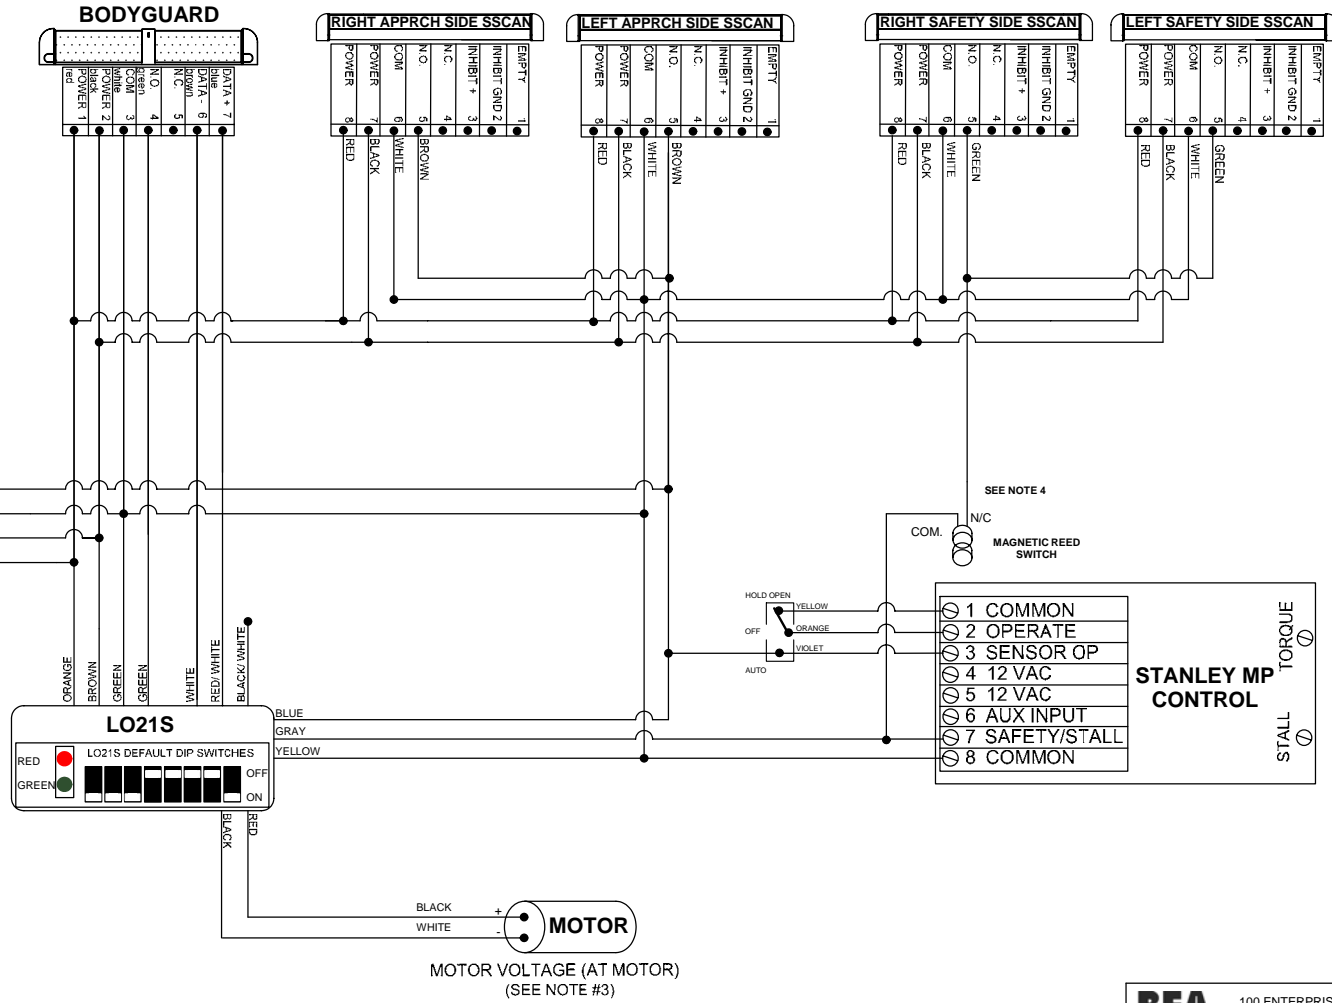 BODYGUARD
RIGHT APPRCH SIDE SSCAN
LEFT APPRCH SIDE SSCAN
RIGHT SAFETY SIDE SSCAN
LEFT SAFETY SIDE SSCAN
red
POWER 1
black
POWER 2
white
COM 3
green
N.O. 4
N.C. 5
brown
DATA - 6
blue
DATA + 7
POWER 8
POWER 7
COM 6
N.O. 5
N.C. 4
INHIBIT + 3
INHIBIT GND 2
EMPTY 1
POWER 8
POWER 7
COM 6
N.O. 5
N.C. 4
INHIBIT + 3
INHIBIT GND 2
EMPTY 1
POWER 8
POWER 7
COM 6
N.O. 5
N.C. 4
INHIBIT + 3
INHIBIT GND 2
EMPTY 1
POWER 8
POWER 7
COM 6
N.O. 5
N.C. 4
INHIBIT + 3
INHIBIT GND 2
EMPTY 1
RED
BLACK
WHITE
BROWN
RED
BLACK
WHITE
BROWN
RED
BLACK
WHITE
GREEN
RED
BLACK
WHITE
GREEN
SEE NOTE 4
N/C
COM.
MAGNETIC REED
SWITCH
HOLD OPEN
YELLOW
OFF
ORANGE
VIOLET
AUTO
1 COMMON
2 OPERATE
3 SENSOR OP
4 12 VAC
5 12 VAC
6 AUX INPUT
7 SAFETY/STALL
8 COMMON
STANLEY MP
CONTROL
TORQUE
STALL
ORANGE
BROWN
GREEN
GREEN
WHITE
RED/ WHITE
BLACK/ WHITE
LO21S
BLUE
GRAY
YELLOW
LO21S DEFAULT DIP SWITCHES
RED
GREEN
OFF
ON
BLACK
RED
BLACK
WHITE
+
-
MOTOR
MOTOR VOLTAGE (AT MOTOR)
(SEE NOTE #3)
BEA
100 ENTERPRIS